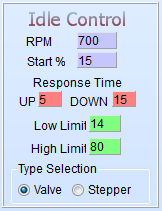 Idle Control
RPM 700
Start % 15
Response Time
UP 5 DOWN 15
Low Limit 14
High Limit 80
Type Selection
Valve Stepper